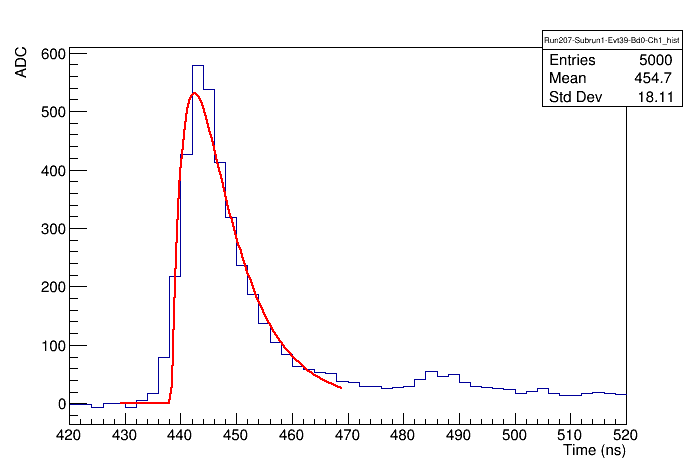 Run207-Subrun1-Evt39-Bd0-Ch1_hist
Entries 5000
Mean 454.7
Std Dev 18.11
ADC
600
500
400
300
200
100
0
420 430 440 450 460 470 480 490 500 510 520
Time (ns)